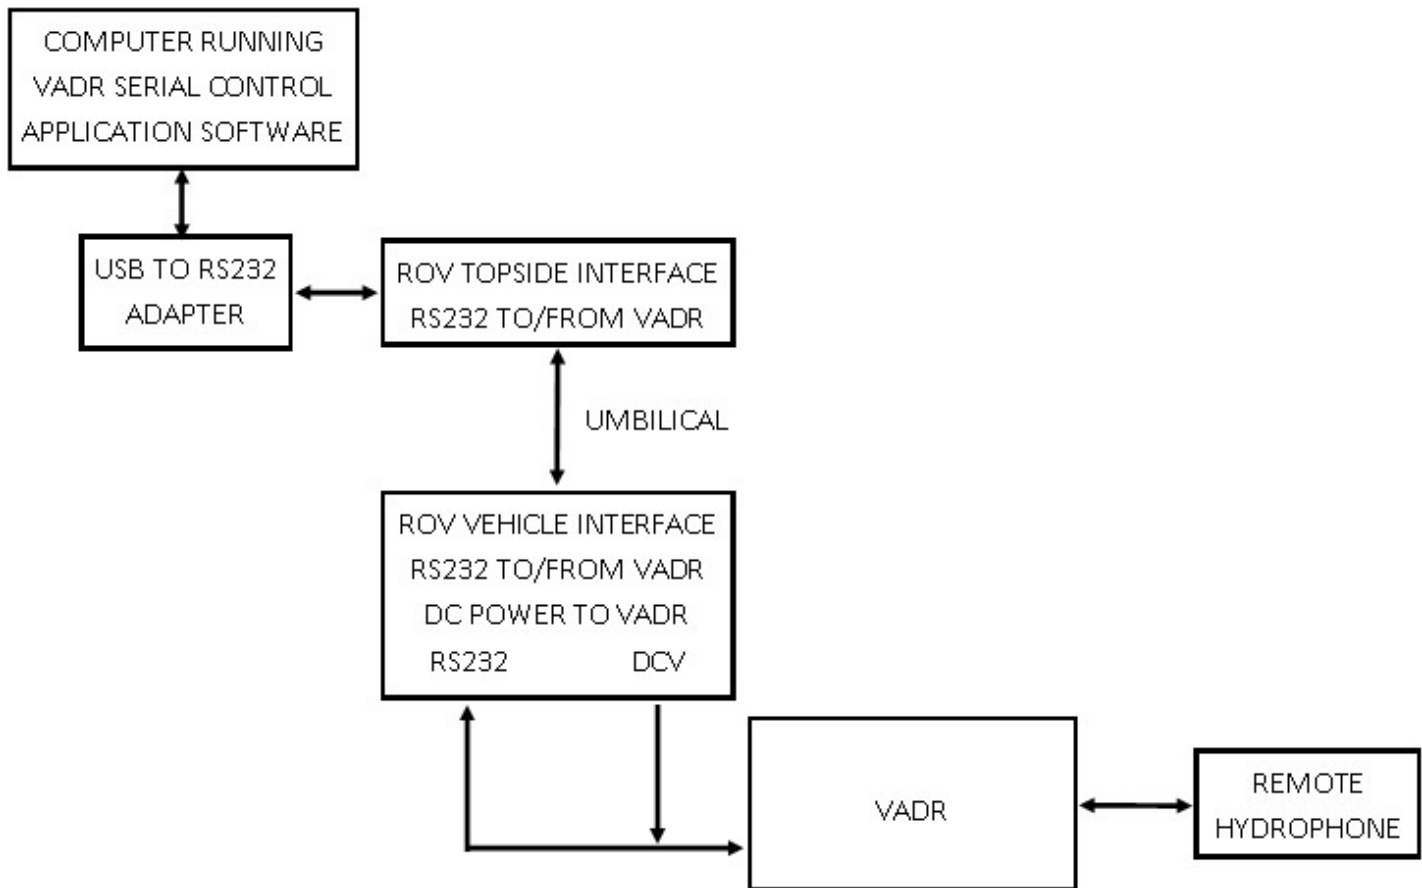 COMPUTER RUNNING
VADR SERIAL CONTROL
APPLICATION SOFTWARE
USB TO RS232
ADAPTER
ROV TOPSIDE INTERFACE
RS232 TO/FROM VADR
UMBILICAL
ROV VEHICLE INTERFACE
RS232 TO/FROM VADR
DC POWER TO VADR
RS232 DCV
VADR
REMOTE
HYDROPHONE